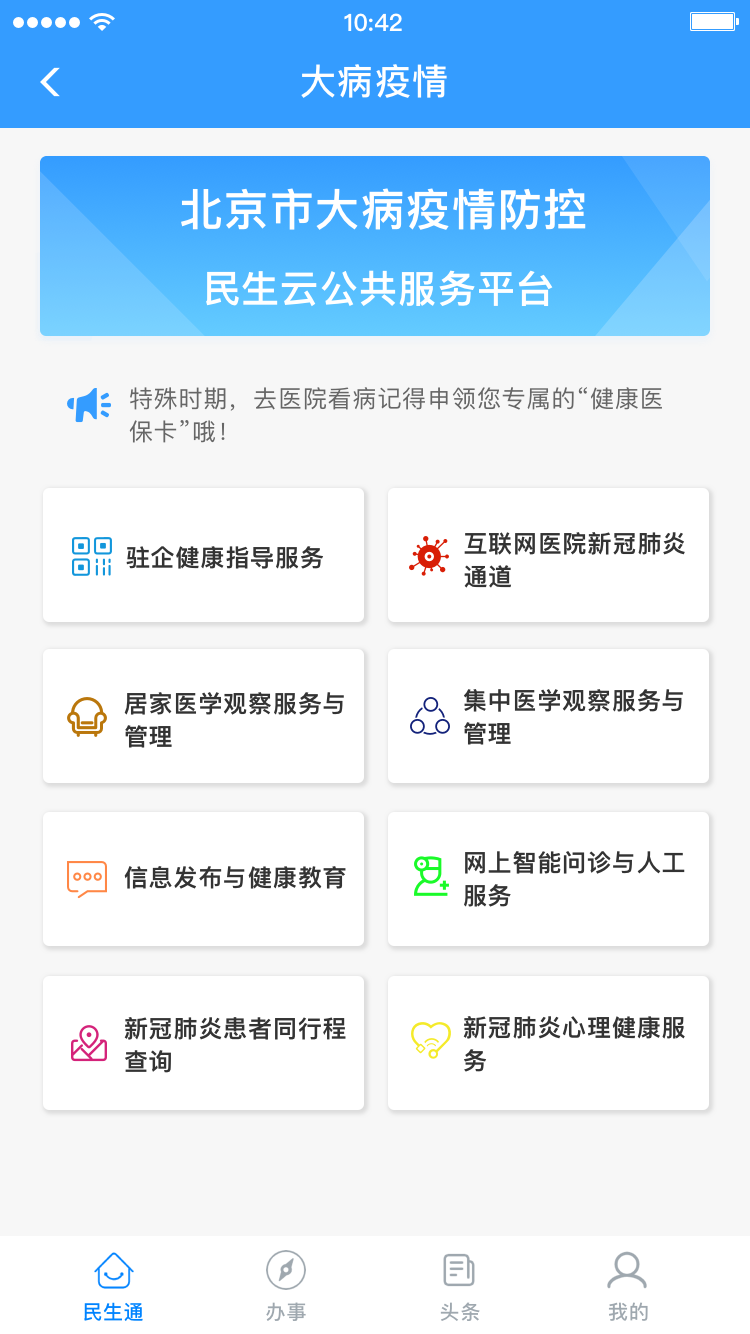 10:42
大病疫情
北京市大病疫情防控
民生云公共服务平台
特殊时期，去医院看病记得申领您专属的“健康医
保卡”哦！
驻企健康指导服务
互联网医院新冠肺炎
通道
居家医学观察服务与
管理
集中医学观察服务与
管理
信息发布与健康教育
网上智能问诊与人工
服务
新冠肺炎患者同行程
查询
新冠肺炎心理健康服
务
民生通
办事
头条
我的